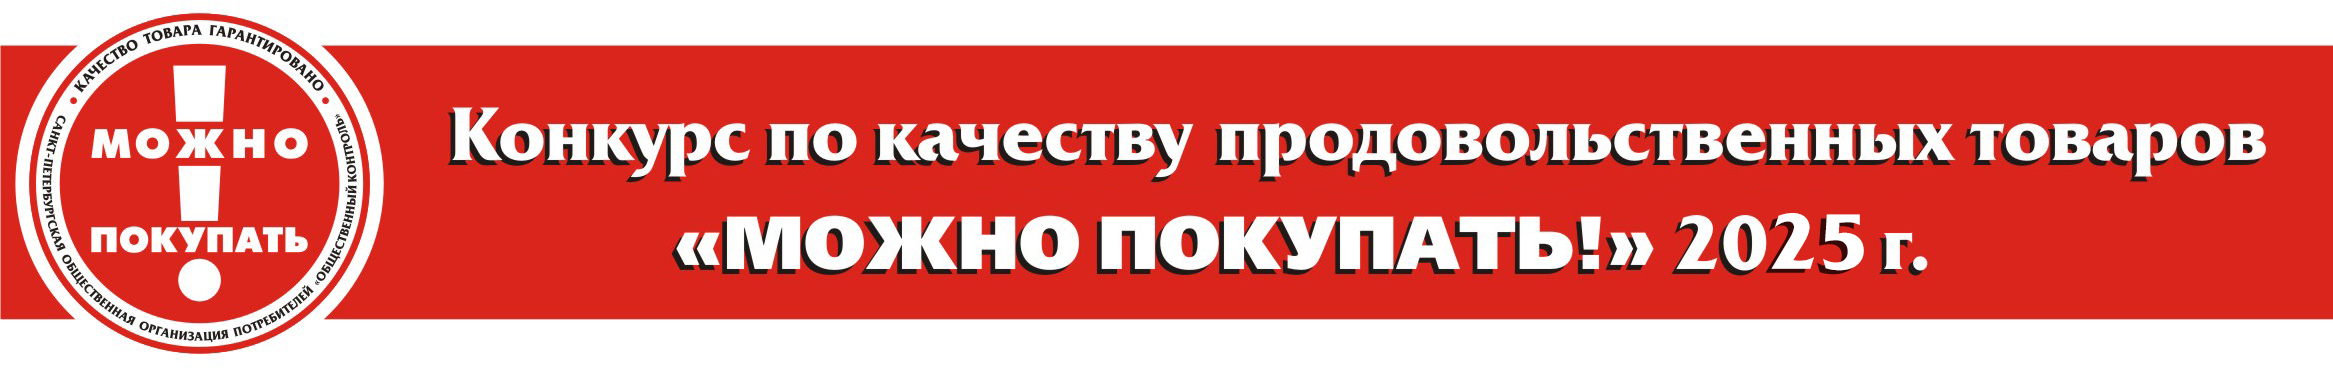 КАЧЕСТВО ТОВАРА ГАРАНТИРОВАНО
САНКТ-ПЕТЕРБУРГСКАЯ ОБЩЕСТВЕННАЯ ОРГАНИЗАЦИЯ ПОТРЕБИТЕЛЕЙ «ОБЩЕСТВЕННЫЙ КОНТРОЛЬ»
МОЖНО
ПОКУПАТЬ
Конкурс по качеству продовольственных товаров
«МОЖНО ПОКУПАТЬ!» 2025 г.